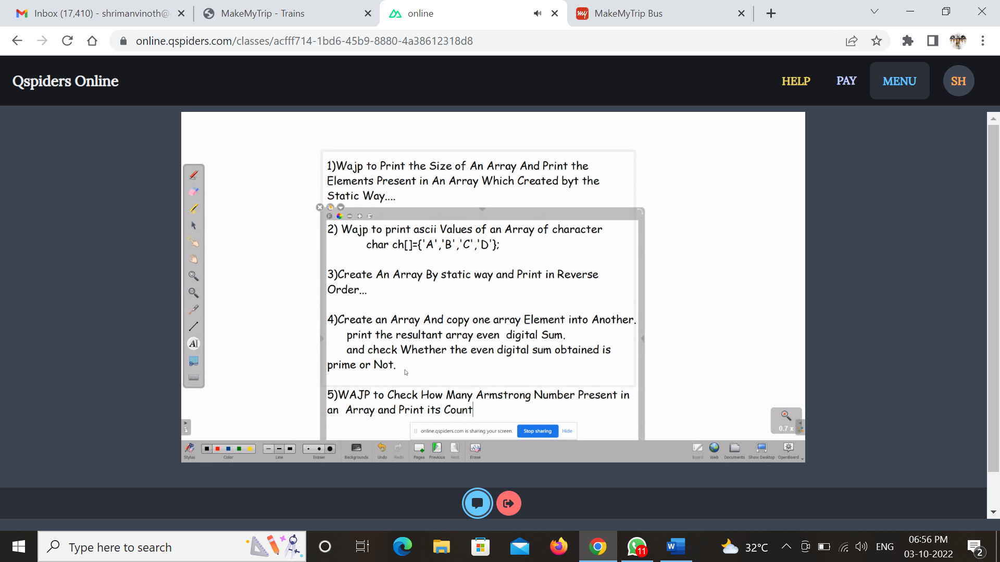 Inbox (17,410) - shrimanvinoth@
MakeMyTrip - Trains
online
MakeMyTrip Bus
online.qspiders.com/classes/acfff714-1bd6-45b9-8880-4a38612318d8
Qspiders Online
HELP
PAY
MENU
SH
1)Wajp to Print the Size of An Array And Print the
Elements Present in An Array Which Created byt the
Static Way....
2) Wajp to print ascii Values of an Array of character
char ch[]={'A','B','C','D'};
3)Create An Array By static way and Print in Reverse
Order...
4)Create an Array And copy one array Element into Another.
print the resultant array even digital Sum.
and check Whether the even digital sum obtained is
prime or Not.
5)WAJP to Check How Many Armstrong Number Present in
an Array and Print its Count
online.qspiders.com is sharing your screen.
Stop sharing
Hide
0.7 x
Stylus
Color
Line
Eraser
Backgrounds
Undo
Redo
Pages
Previous
Next
Erase
Board
Web
Documents
Show Desktop
OpenBoard
Type here to search
11
32°C
ENG
06:56 PM
03-10-2022
2